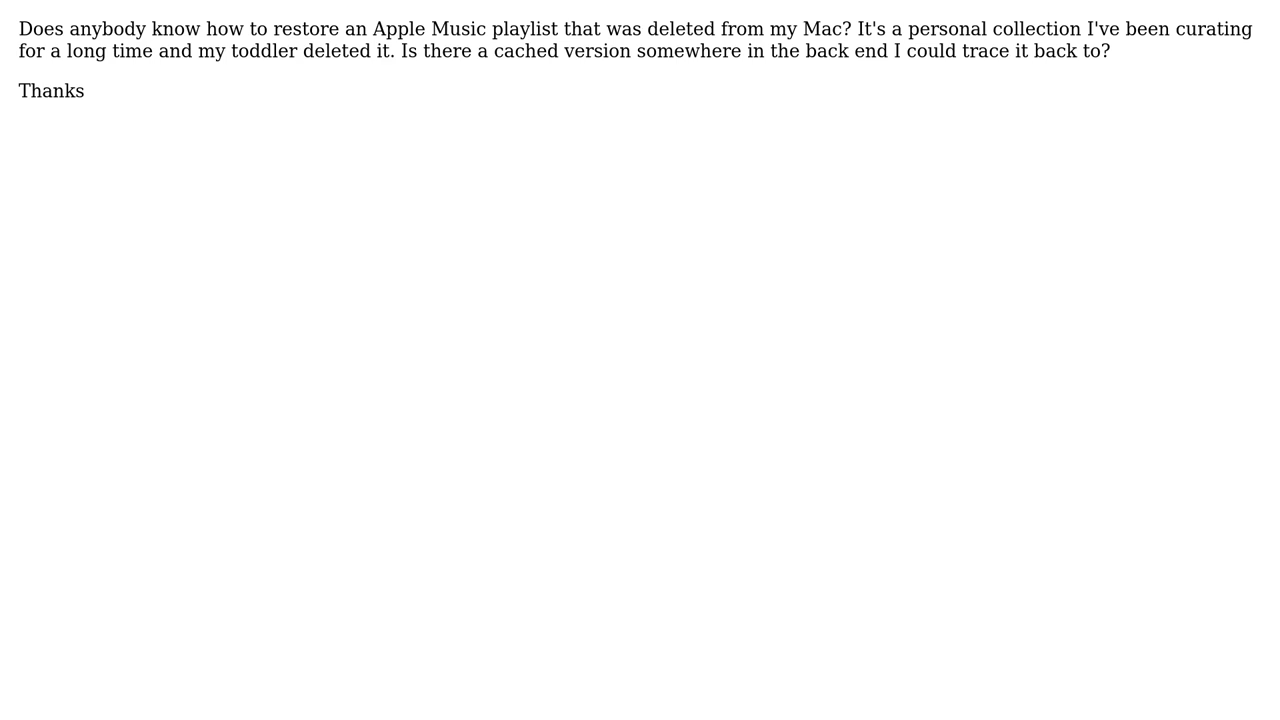 Does anybody know how to restore an Apple Music playlist that was deleted from my Mac? It's a personal collection I've been curating
for a long time and my toddler deleted it. Is there a cached version somewhere in the back end I could trace it back to?
Thanks